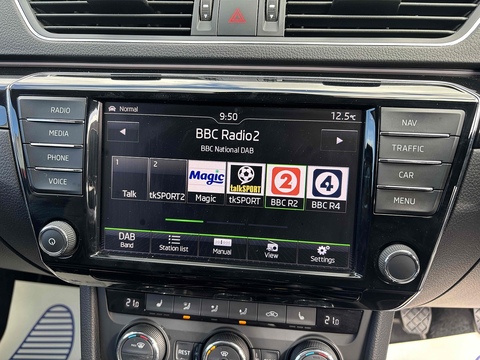 Normal
9:50
12.5°C
BBC Radio2
BBC National DAB
1
2
Magic
talkSPORT
2
4
Talk
tkSPORT2
Magic
tkSPORT
BBC R2
BBC R4
DAB
Band
Station list
Manual
View
Settings
RADIO
MEDIA
PHONE
VOICE
NAV
TRAFFIC
CAR
MENU
21.0
21.0
REST